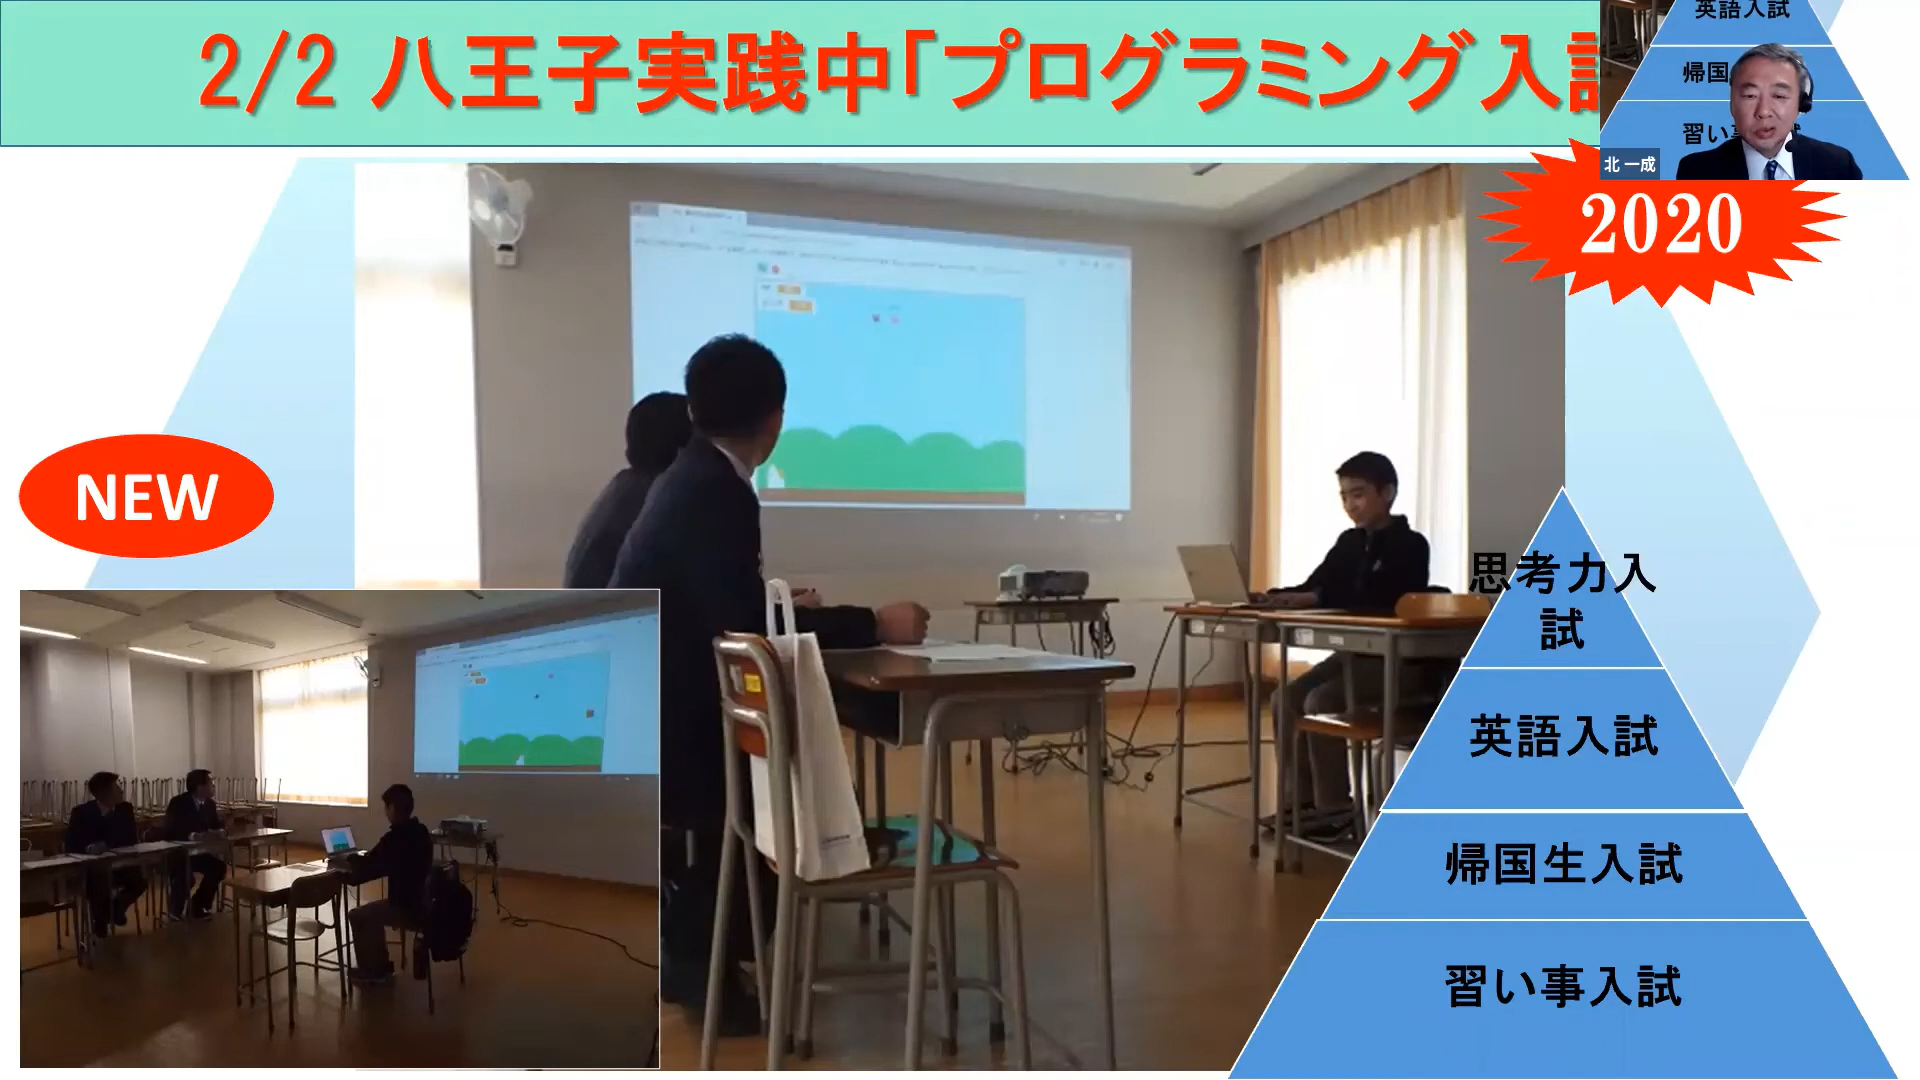 2/2 八王子実践中「プログラミング入試
英語入試
帰国
習い事
北 一成
2020
NEW
思考力入
試
英語入試
帰国生入試
習い事入試